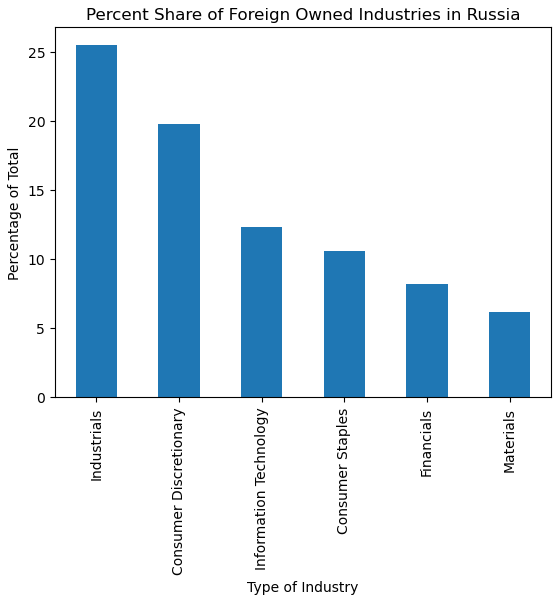 Percent Share of Foreign Owned Industries in Russia
Percentage of Total
25
20
15
10
5
0
Industrials
Consumer Discretionary
Information Technology
Consumer Staples
Financials
Materials
Type of Industry